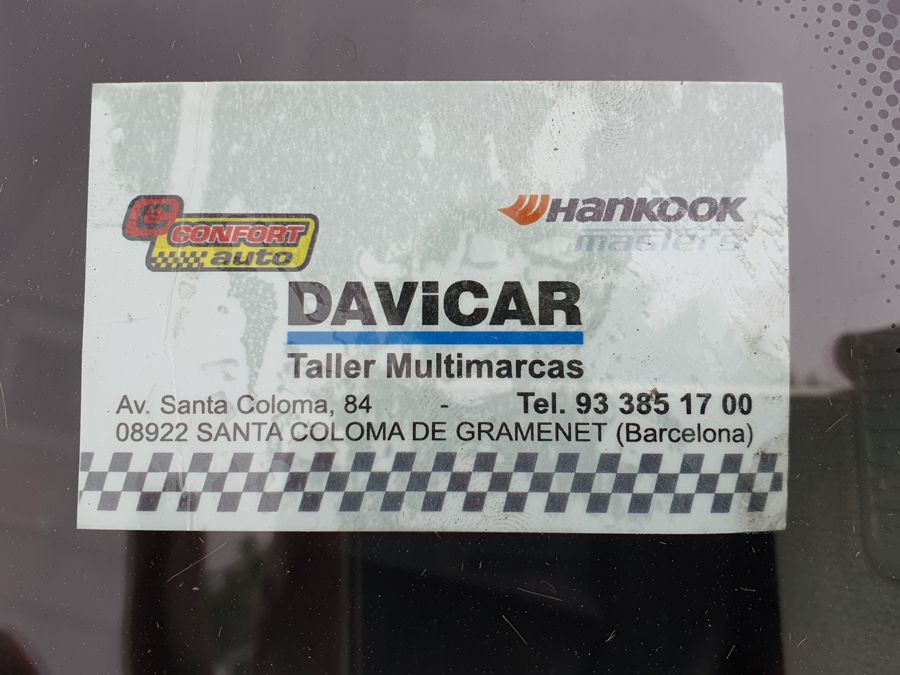 CONFORT auto
HANKOOK masters
DAViCAR
Taller Multimarcas
Av. Santa Coloma, 84 - Tel. 93 385 17 00
08922 SANTA COLOMA DE GRAMENET (Barcelona)